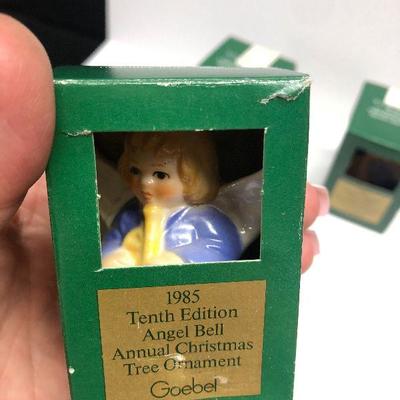 1985
Tenth Edition
Angel Bell
Annual Christmas
Tree Ornament
Goebel